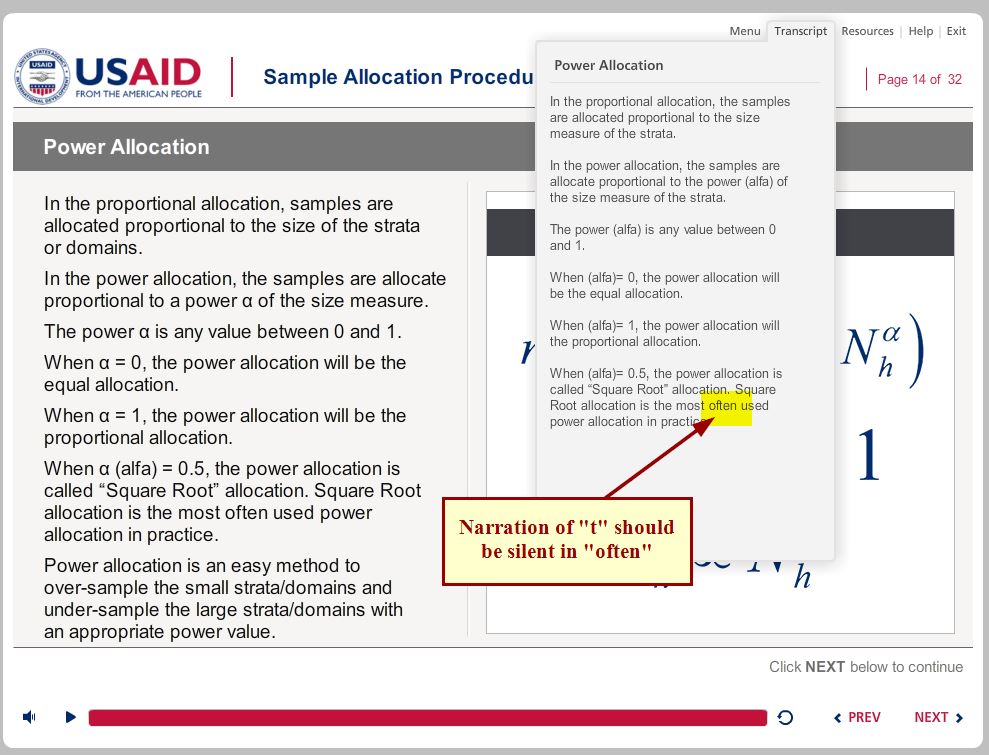 Menu Transcript Resources | Help | Exit
UNITED STATES AGENCY
USAID
INTERNATIONAL DEVELOPMENT
USAID
FROM THE AMERICAN PEOPLE
Sample Allocation Procedu
Page 14 of 32
Power Allocation
In the proportional allocation, samples are
allocated proportional to the size of the strata
or domains.
In the power allocation, the samples are allocate
proportional to a power α of the size measure.
The power α is any value between 0 and 1.
When α = 0, the power allocation will be the
equal allocation.
When α = 1, the power allocation will be the
proportional allocation.
When α (alfa) = 0.5, the power allocation is
called “Square Root” allocation. Square Root
allocation is the most often used power
allocation in practice.
Power allocation is an easy method to
over-sample the small strata/domains and
under-sample the large strata/domains with
an appropriate power value.
Power Allocation
In the proportional allocation, the samples
are allocated proportional to the size
measure of the strata.
In the power allocation, the samples are
allocate proportional to the power (alfa) of
the size measure of the strata.
The power (alfa) is any value between 0
and 1.
When (alfa)= 0, the power allocation will
be the equal allocation.
When (alfa)= 1, the power allocation will
the proportional allocation.
When (alfa)= 0.5, the power allocation is
called “Square Root” allocation. Square
Root allocation is the most often used
power allocation in practic
N_h^α)
1
N_h
Narration of "t" should
be silent in "often"
Click NEXT below to continue
PREV NEXT